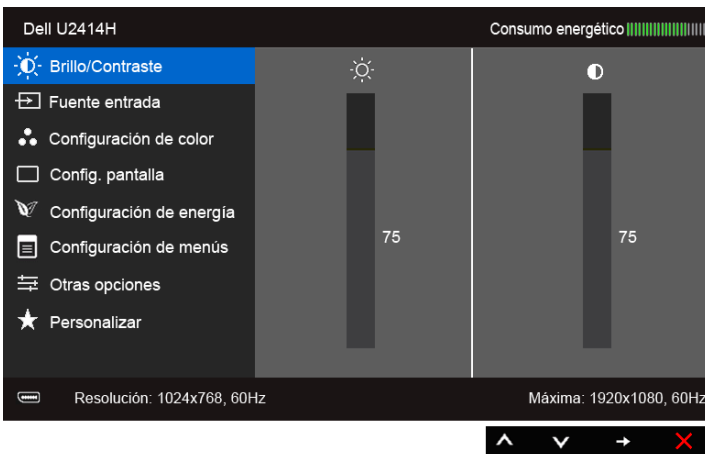 Dell U2414H
Consumo energético
Brillo/Contraste
Fuente entrada
Configuración de color
Config. pantalla
Configuración de energía
Configuración de menús
Otras opciones
Personalizar
75
75
Resolución: 1024x768, 60Hz
Máxima: 1920x1080, 60Hz